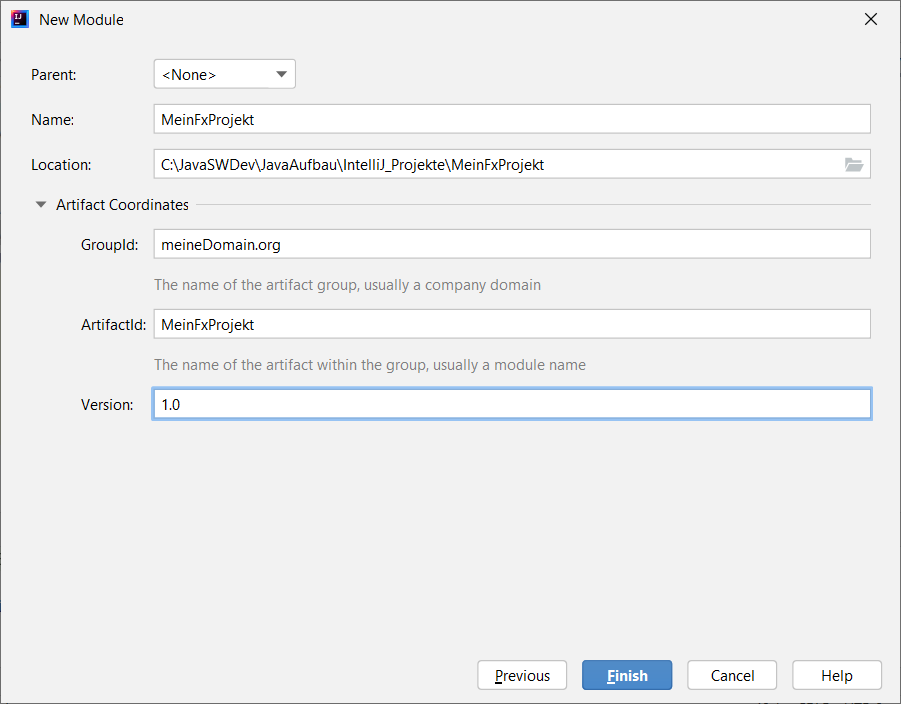 New Module
Parent: <None>
Name: MeinFxProjekt
Location: C:\JavaSWDev\JavaAufbau\IntelliJ_Projekte\MeinFxProjekt
Artifact Coordinates
GroupId: meineDomain.org
The name of the artifact group, usually a company domain
ArtifactId: MeinFxProjekt
The name of the artifact within the group, usually a module name
Version: 1.0
Previous Finish Cancel Help